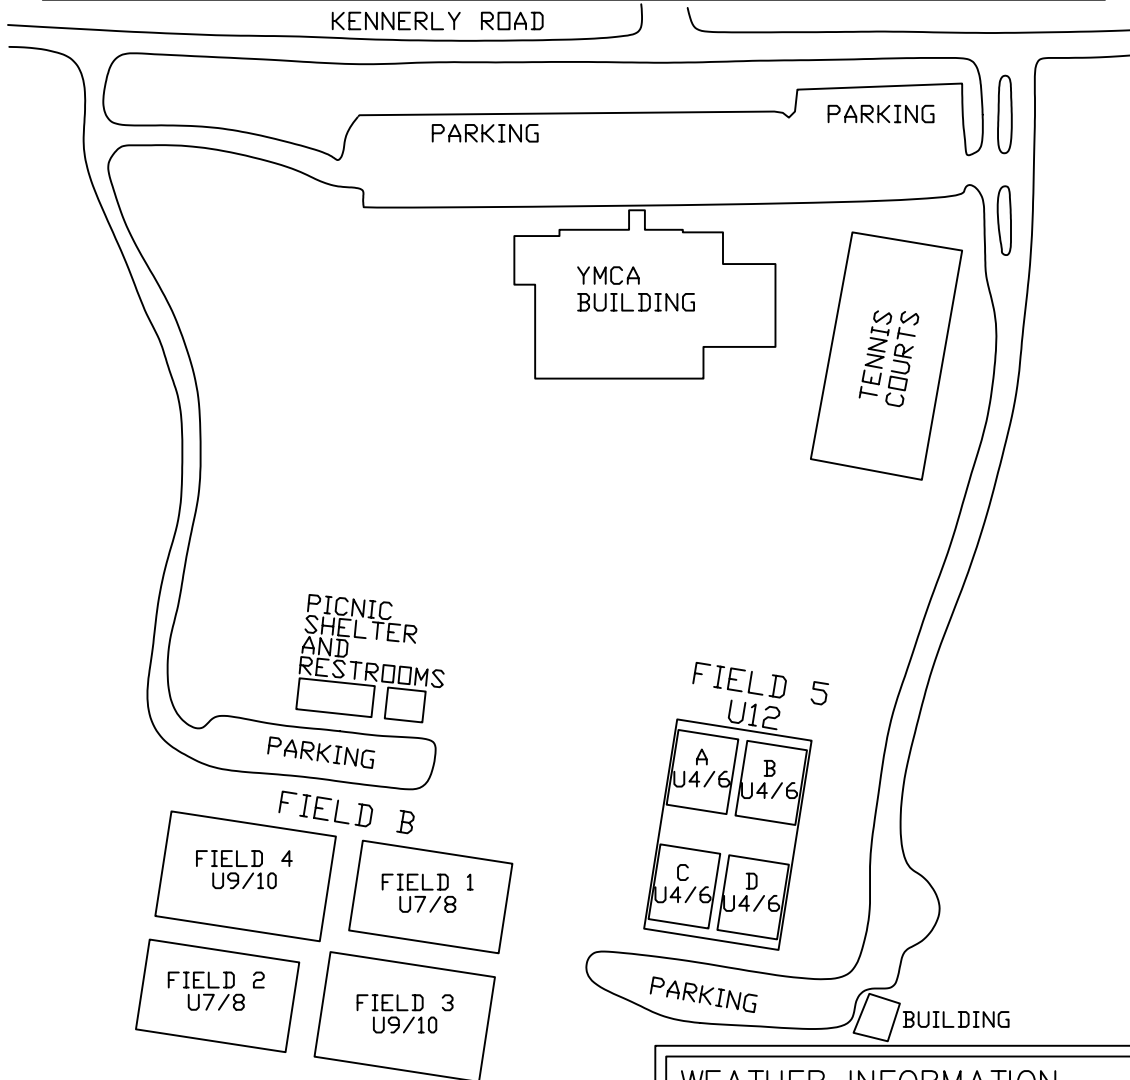 KENNERLY ROAD
PARKING
PARKING
YMCA
BUILDING
TENNIS
COURTS
PICNIC
SHELTER
AND
RESTROOMS
PARKING
FIELD 5
U12
A
U4/6
B
U4/6
C
U4/6
D
U4/6
FIELD B
FIELD 4
U9/10
FIELD 1
U7/8
FIELD 2
U7/8
FIELD 3
U9/10
PARKING
BUILDING
WEATHER INFORMATION